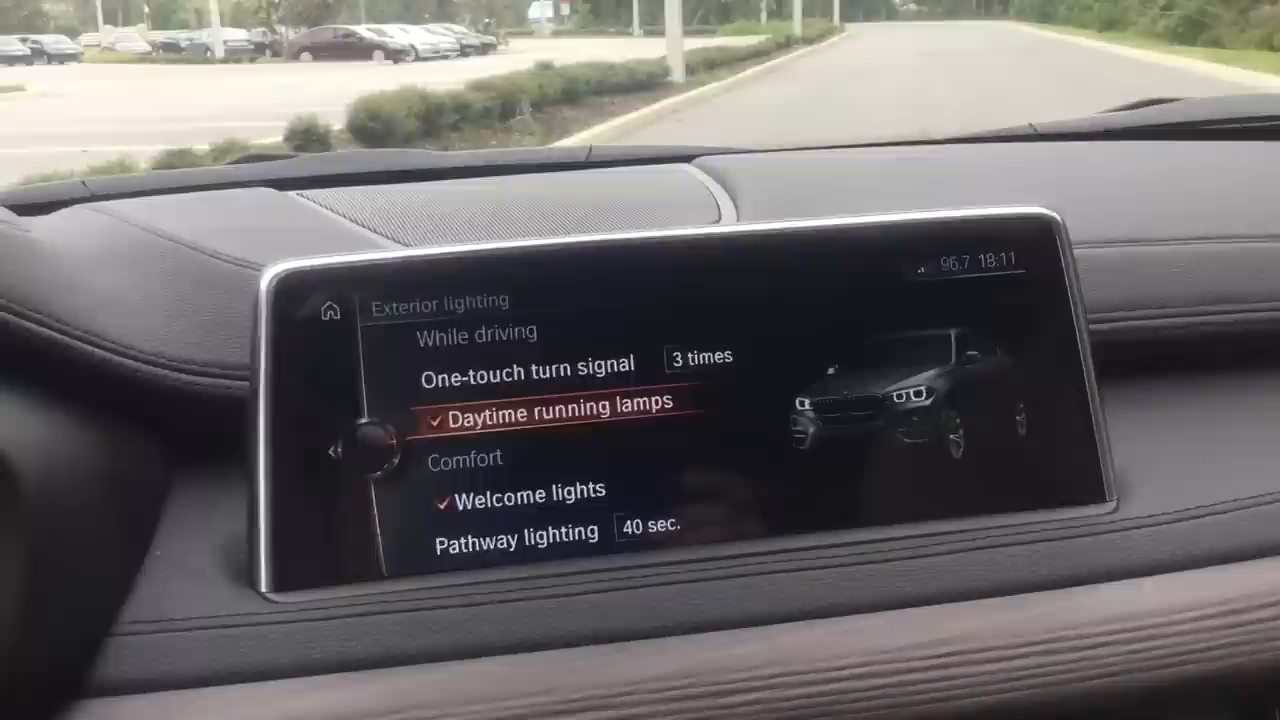 96.7 18:11
Exterior lighting
While driving
One-touch turn signal 3 times
Daytime running lamps
Comfort
Welcome lights
Pathway lighting 40 sec.